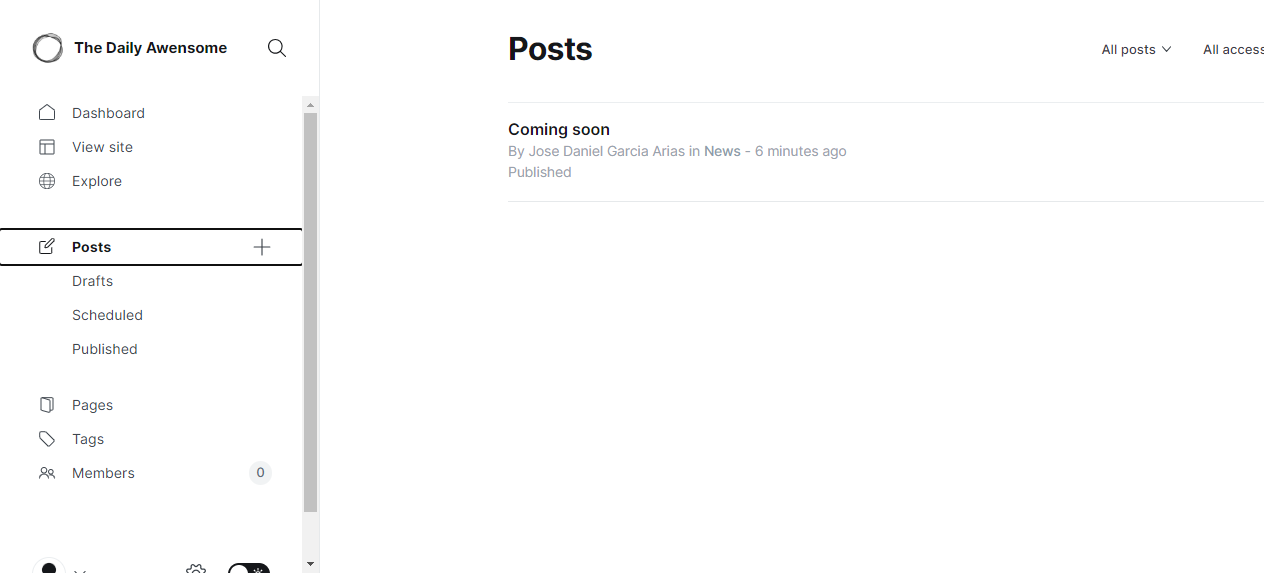 The Daily Awensome
Dashboard
View site
Explore
Posts
Drafts
Scheduled
Published
Pages
Tags
Members
0
Posts
All posts
All access
Coming soon
By Jose Daniel Garcia Arias in News - 6 minutes ago
Published